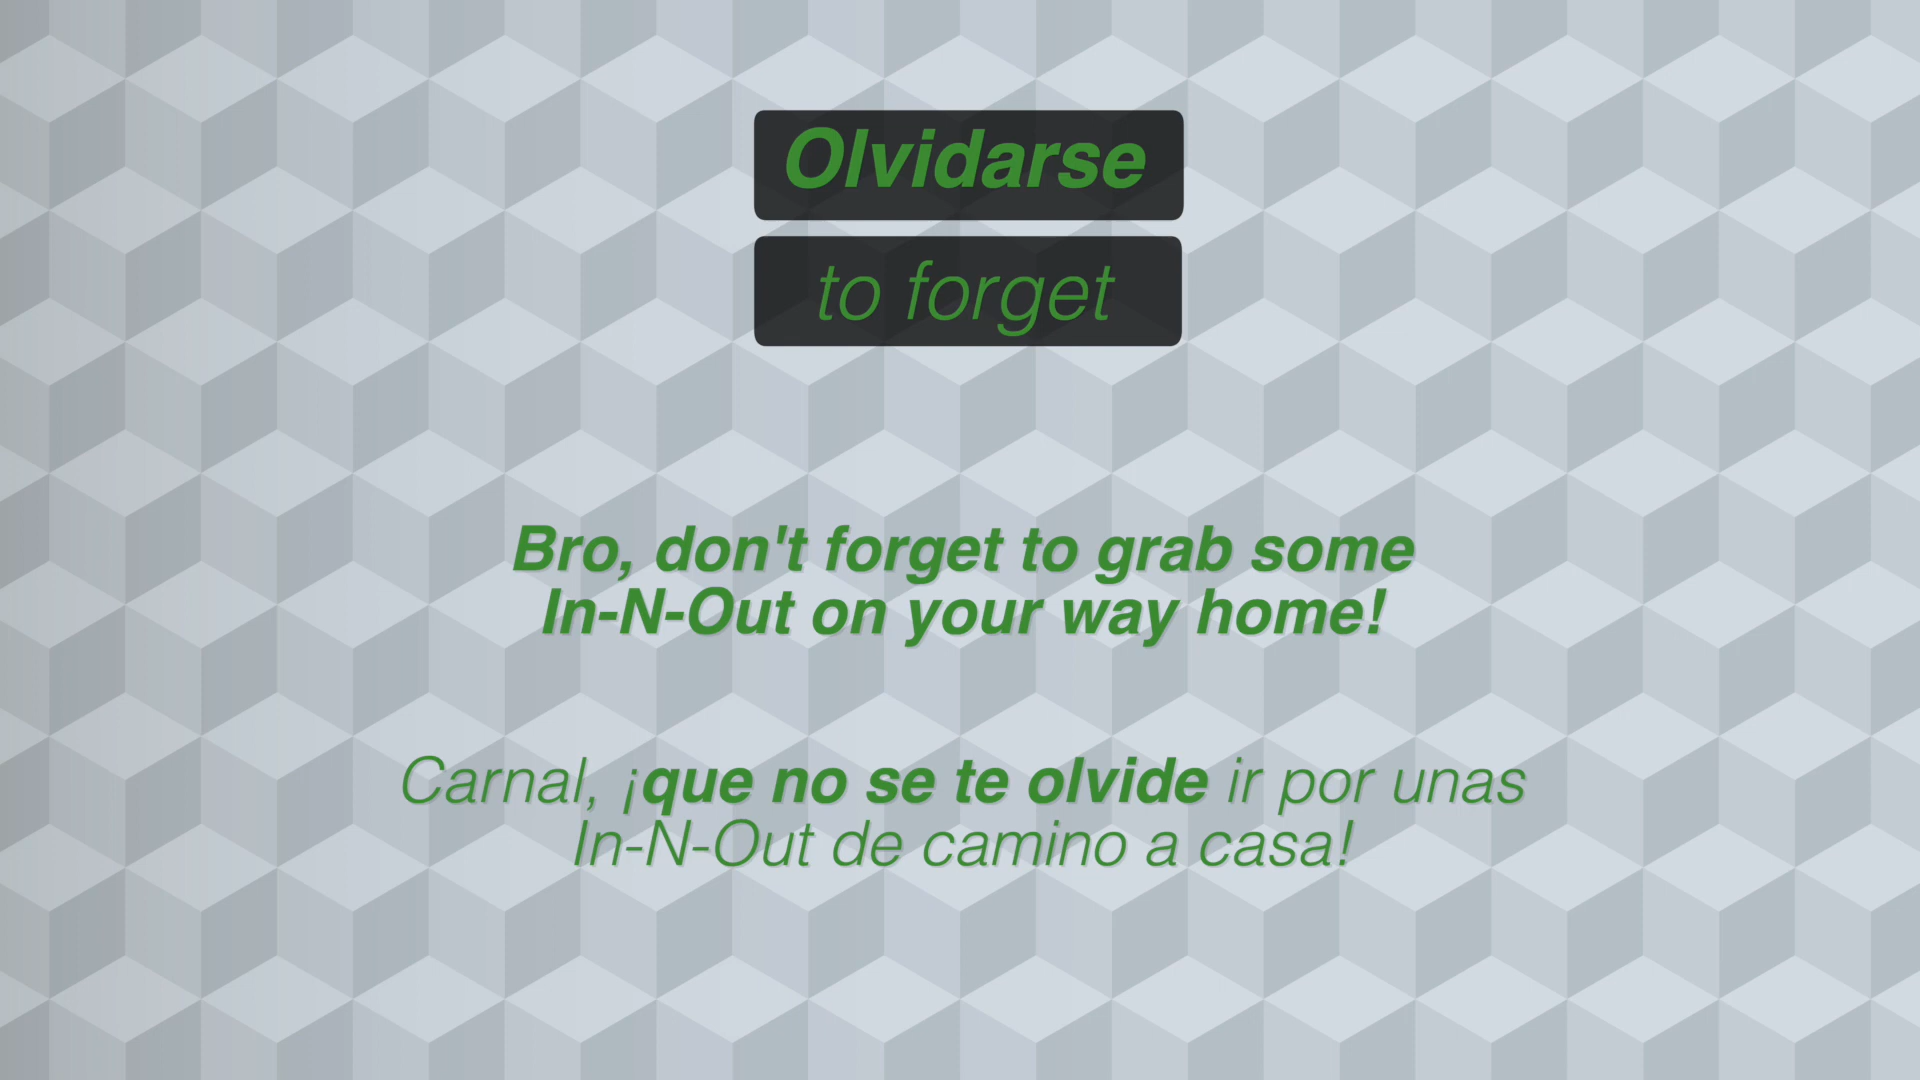 Olvidarse
to forget
Bro, don't forget to grab some
In-N-Out on your way home!
Carnal, ¡que no se te olvide ir por unas
In-N-Out de camino a casa!